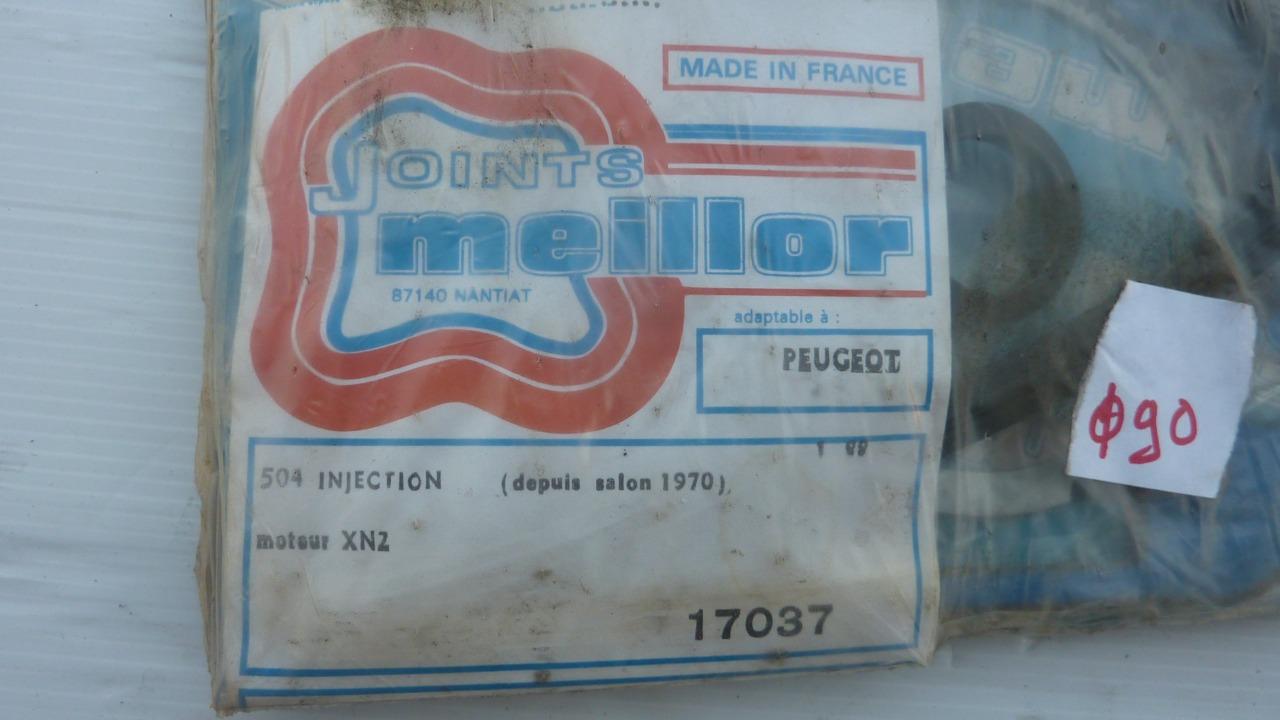 MADE IN FRANCE
JOINTS
meillor
87140 NANTIAT
adaptable à :
PEUGEOT
504 INJECTION (depuis salon 1970)
moteur XN2
17037
ϕ90